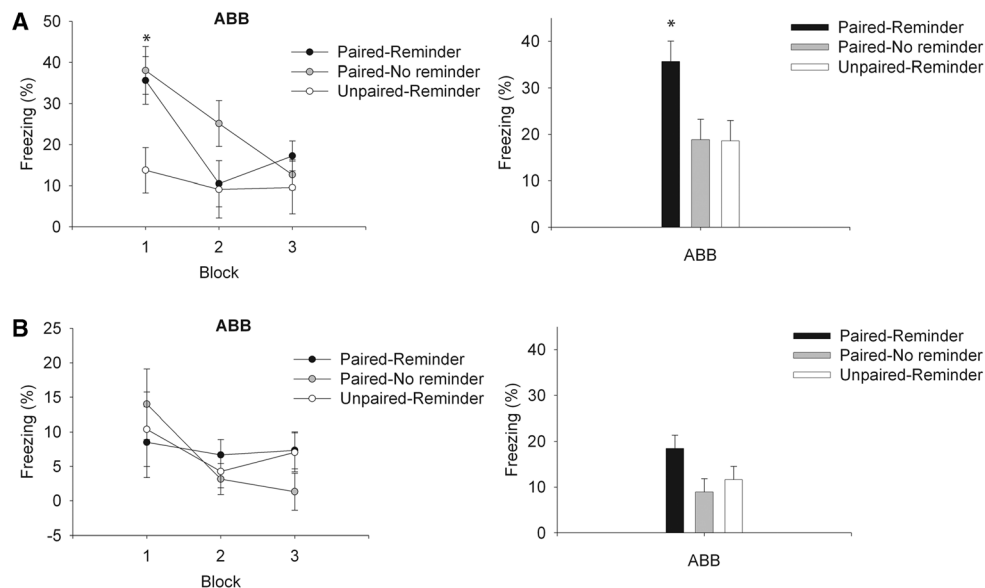 A
ABB
50
40
30
20
10
0
Freezing (%)
*
Paired-Reminder
Paired-No reminder
Unpaired-Reminder
1 2 3
Block
40
30
20
10
0
Freezing (%)
*
Paired-Reminder
Paired-No reminder
Unpaired-Reminder
ABB
B
ABB
25
20
15
10
5
0
-5
Freezing (%)
Paired-Reminder
Paired-No reminder
Unpaired-Reminder
1 2 3
Block
40
30
20
10
0
Freezing (%)
Paired-Reminder
Paired-No reminder
Unpaired-Reminder
ABB